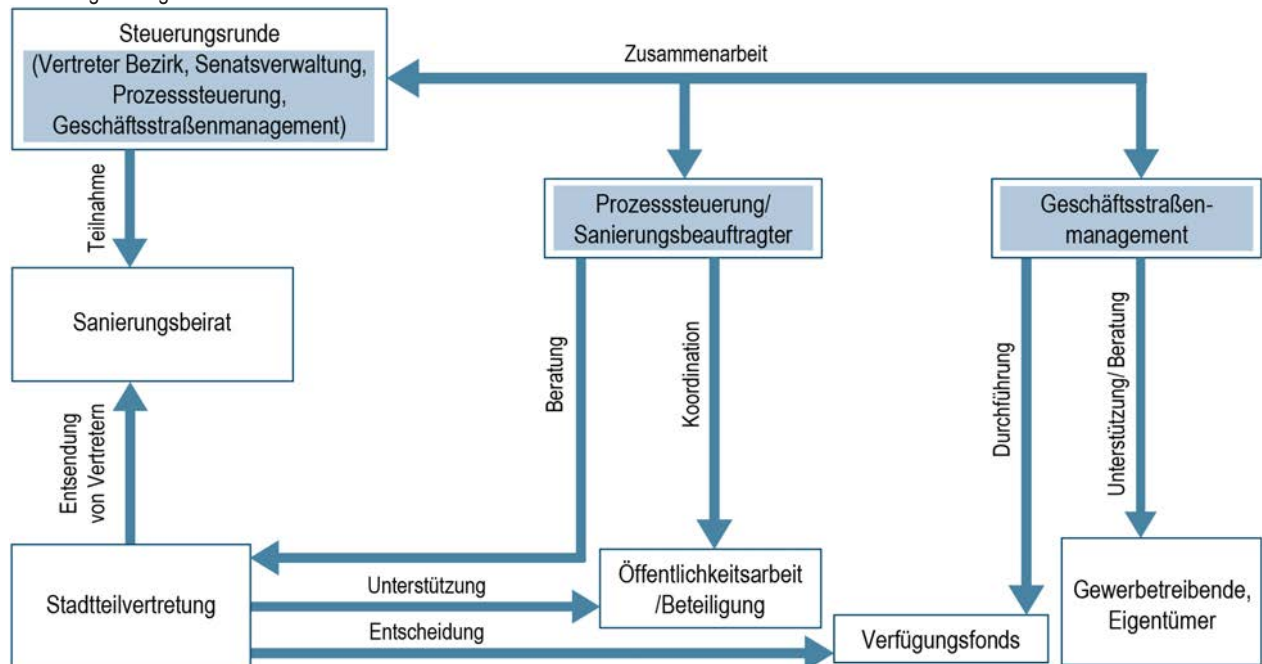 Steuerungsrunde
(Vertreter Bezirk, Senatsverwaltung,
Prozesssteuerung,
Geschäftsstraßenmanagement)
Zusammenarbeit
Teilnahme
Prozesssteuerung/
Sanierungsbeauftragter
Geschäftsstraßen-
management
Sanierungsbeirat
Beratung
Koordination
Durchführung
Unterstützung/ Beratung
Entsendung
von Vertretern
Stadtteilvertretung
Unterstützung
Entscheidung
Öffentlichkeitsarbeit
/Beteiligung
Verfügungsfonds
Gewerbetreibende,
Eigentümer